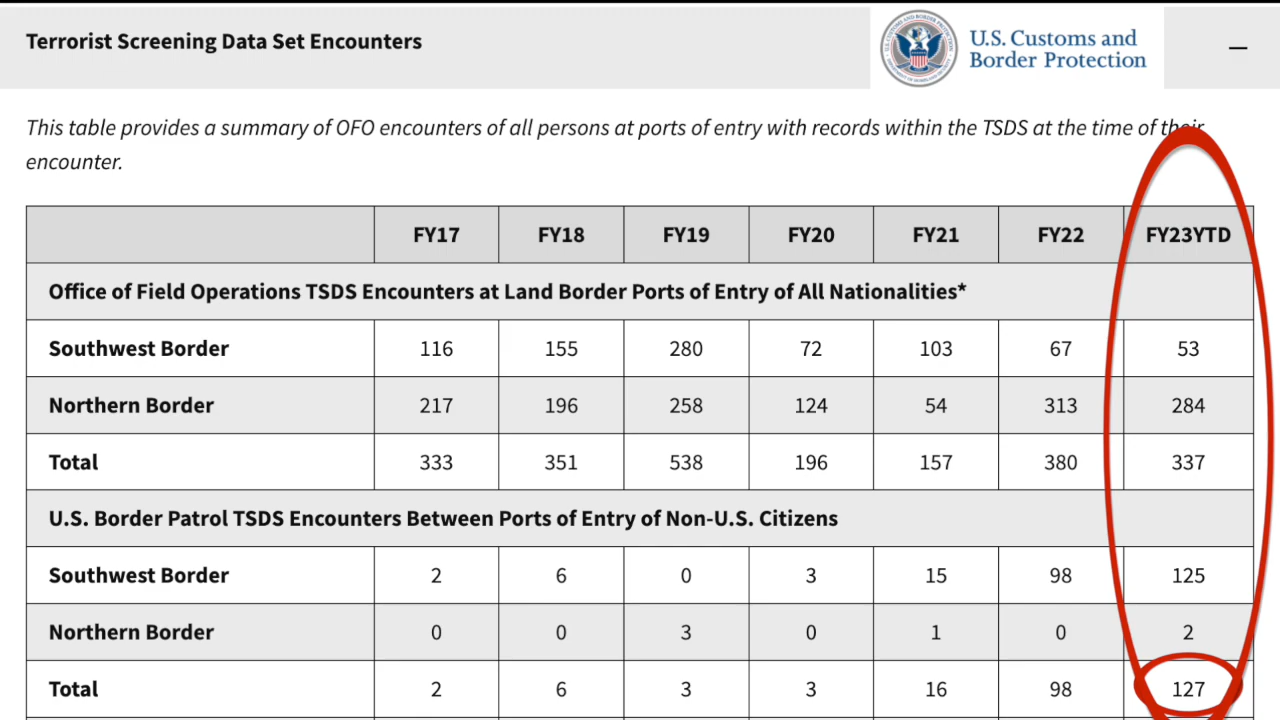 Terrorist Screening Data Set Encounters
U.S. Customs and
Border Protection
This table provides a summary of OFO encounters of all persons at ports of entry with records within the TSDS at the time of their
encounter.
FY17 FY18 FY19 FY20 FY21 FY22 FY23YTD
Office of Field Operations TSDS Encounters at Land Border Ports of Entry of All Nationalities*
Southwest Border 116 155 280 72 103 67 53
Northern Border 217 196 258 124 54 313 284
Total 333 351 538 196 157 380 337
U.S. Border Patrol TSDS Encounters Between Ports of Entry of Non-U.S. Citizens
Southwest Border 2 6 0 3 15 98 125
Northern Border 0 0 3 0 1 0 2
Total 2 6 3 3 16 98 127